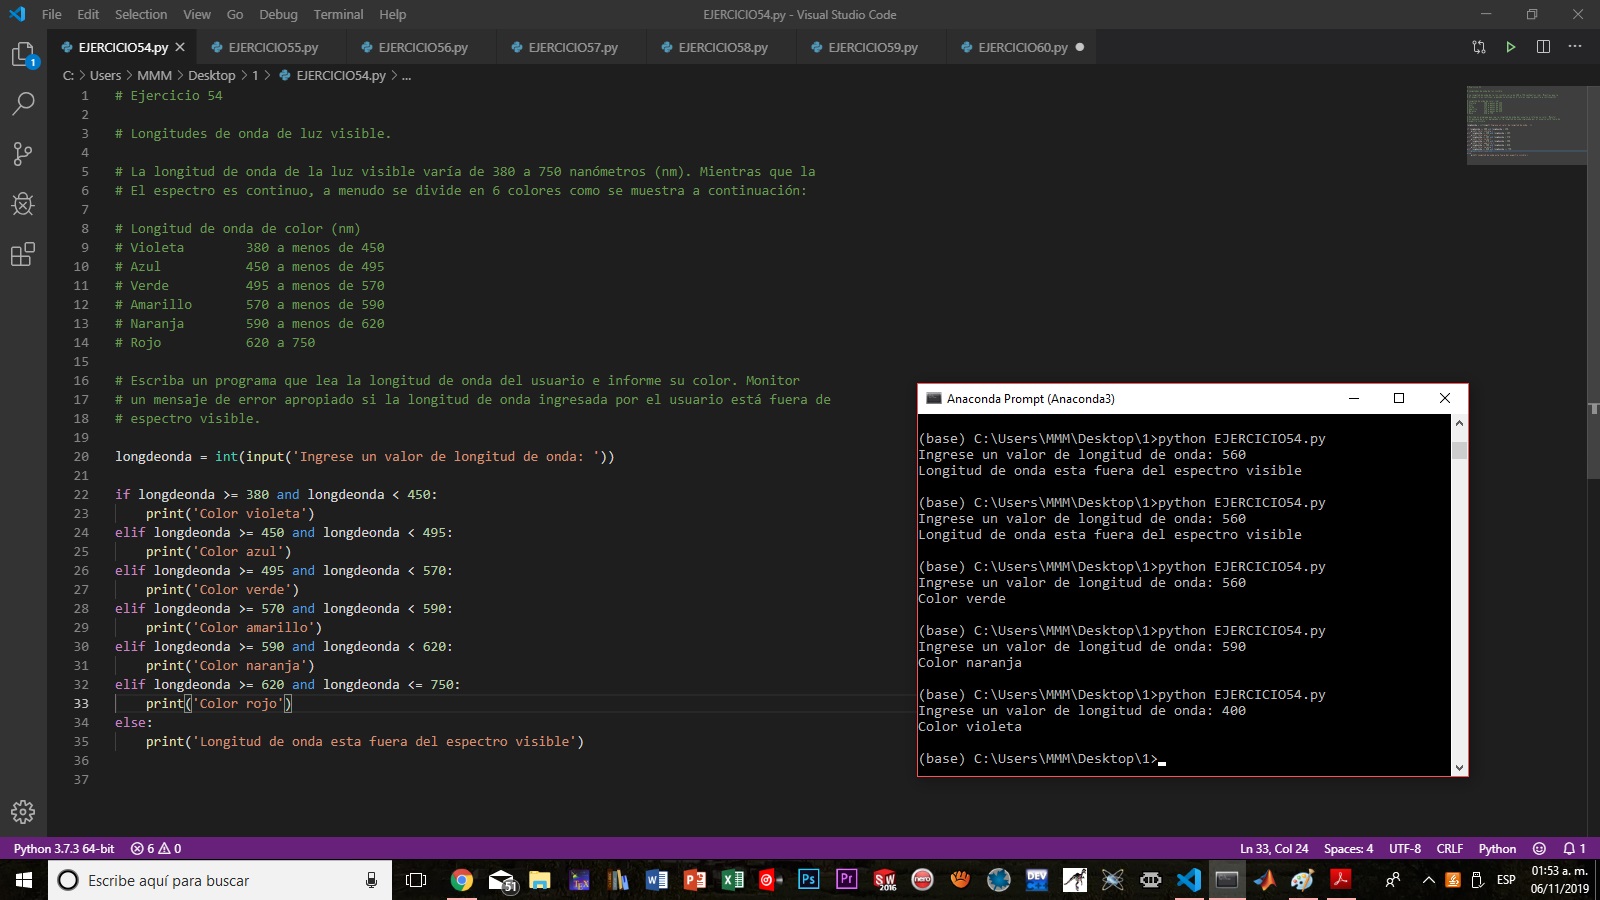 File Edit Selection View Go Debug Terminal Help EJERCICIO54.py - Visual Studio Code
EJERCICIO54.py EJERCICIO55.py EJERCICIO56.py EJERCICIO57.py EJERCICIO58.py EJERCICIO59.py EJERCICIO60.py
1
C: > Users > MMM > Desktop > 1 > EJERCICIO54.py > ...
1 # Ejercicio 54
2
3 # Longitudes de onda de luz visible.
4
5 # La longitud de onda de la luz visible varía de 380 a 750 nanómetros (nm). Mientras que la
6 # El espectro es continuo, a menudo se divide en 6 colores como se muestra a continuación:
7
8 # Longitud de onda de color (nm)
9 # Violeta 380 a menos de 450
10 # Azul 450 a menos de 495
11 # Verde 495 a menos de 570
12 # Amarillo 570 a menos de 590
13 # Naranja 590 a menos de 620
14 # Rojo 620 a 750
15
16 # Escriba un programa que lea la longitud de onda del usuario e informe su color. Monitor
17 # un mensaje de error apropiado si la longitud de onda ingresada por el usuario está fuera de
18 # espectro visible.
19
20 longdeonda = int(input('Ingrese un valor de longitud de onda: '))
21
22 if longdeonda >= 380 and longdeonda < 450:
23     print('Color violeta')
24 elif longdeonda >= 450 and longdeonda < 495:
25     print('Color azul')
26 elif longdeonda >= 495 and longdeonda < 570:
27     print('Color verde')
28 elif longdeonda >= 570 and longdeonda < 590:
29     print('Color amarillo')
30 elif longdeonda >= 590 and longdeonda < 620:
31     print('Color naranja')
32 elif longdeonda >= 620 and longdeonda <= 750:
33     print('Color rojo')
34 else:
35     print('Longitud de onda esta fuera del espectro visible')
36
37
Anaconda Prompt (Anaconda3)
(base) C:\Users\MMM\Desktop\1>python EJERCICIO54.py
Ingrese un valor de longitud de onda: 560
Longitud de onda esta fuera del espectro visible
(base) C:\Users\MMM\Desktop\1>python EJERCICIO54.py
Ingrese un valor de longitud de onda: 560
Longitud de onda esta fuera del espectro visible
(base) C:\Users\MMM\Desktop\1>python EJERCICIO54.py
Ingrese un valor de longitud de onda: 560
Color verde
(base) C:\Users\MMM\Desktop\1>python EJERCICIO54.py
Ingrese un valor de longitud de onda: 590
Color naranja
(base) C:\Users\MMM\Desktop\1>python EJERCICIO54.py
Ingrese un valor de longitud de onda: 400
Color violeta
(base) C:\Users\MMM\Desktop\1>
Python 3.7.3 64-bit 6 0 Ln 33, Col 24 Spaces: 4 UTF-8 CRLF Python 1
Escribe aquí para buscar 51 TEX W P X Ps Pr SW 2016 nero DEV ESP 01:53 a. m.
06/11/2019